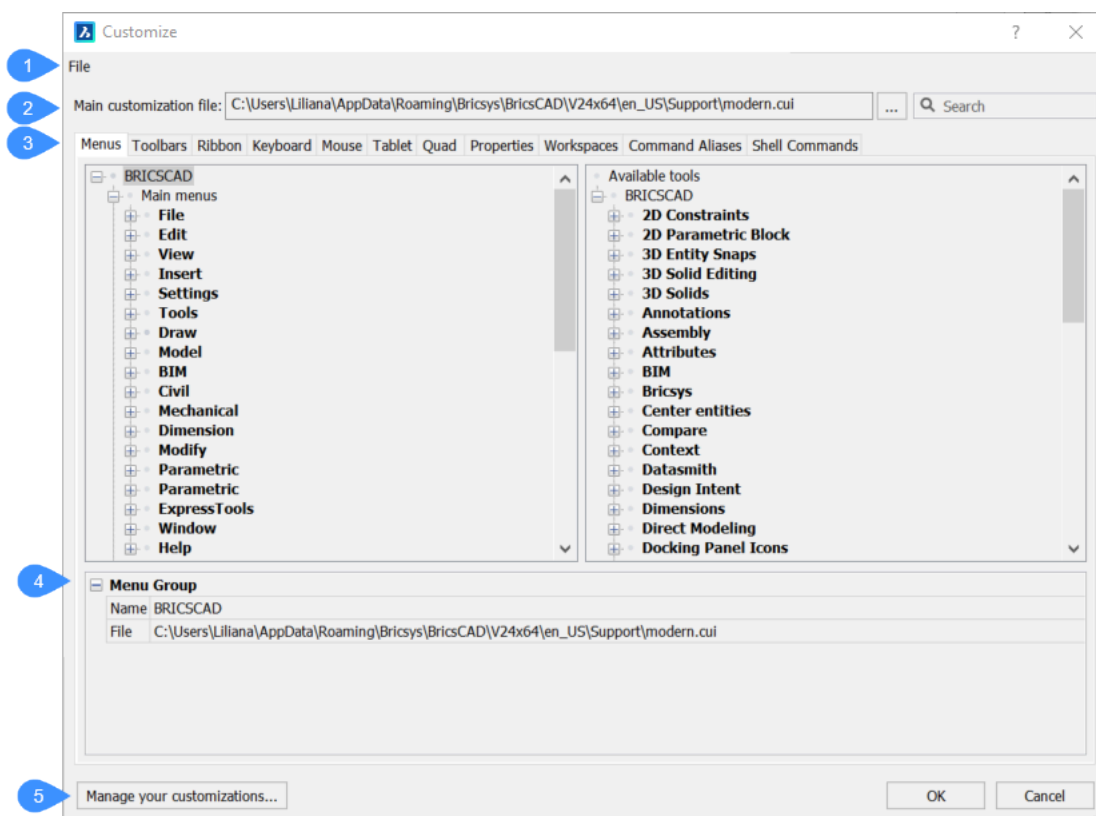 Customize
?
1
File
2
Main customization file: C:\Users\Liliana\AppData\Roaming\Bricsys\BricsCAD\V24x64\en_US\Support\modern.cui ... Search
3
Menus Toolbars Ribbon Keyboard Mouse Tablet Quad Properties Workspaces Command Aliases Shell Commands
BRICSCAD
Main menus
File
Edit
View
Insert
Settings
Tools
Draw
Model
BIM
Civil
Mechanical
Dimension
Modify
Parametric
Parametric
ExpressTools
Window
Help
Available tools
BRICSCAD
2D Constraints
2D Parametric Block
3D Entity Snaps
3D Solid Editing
3D Solids
Annotations
Assembly
Attributes
BIM
Bricsys
Center entities
Compare
Context
Datasmith
Design Intent
Dimensions
Direct Modeling
Docking Panel Icons
4
Menu Group
Name BRICSCAD
File C:\Users\Liliana\AppData\Roaming\Bricsys\BricsCAD\V24x64\en_US\Support\modern.cui
5
Manage your customizations... OK Cancel